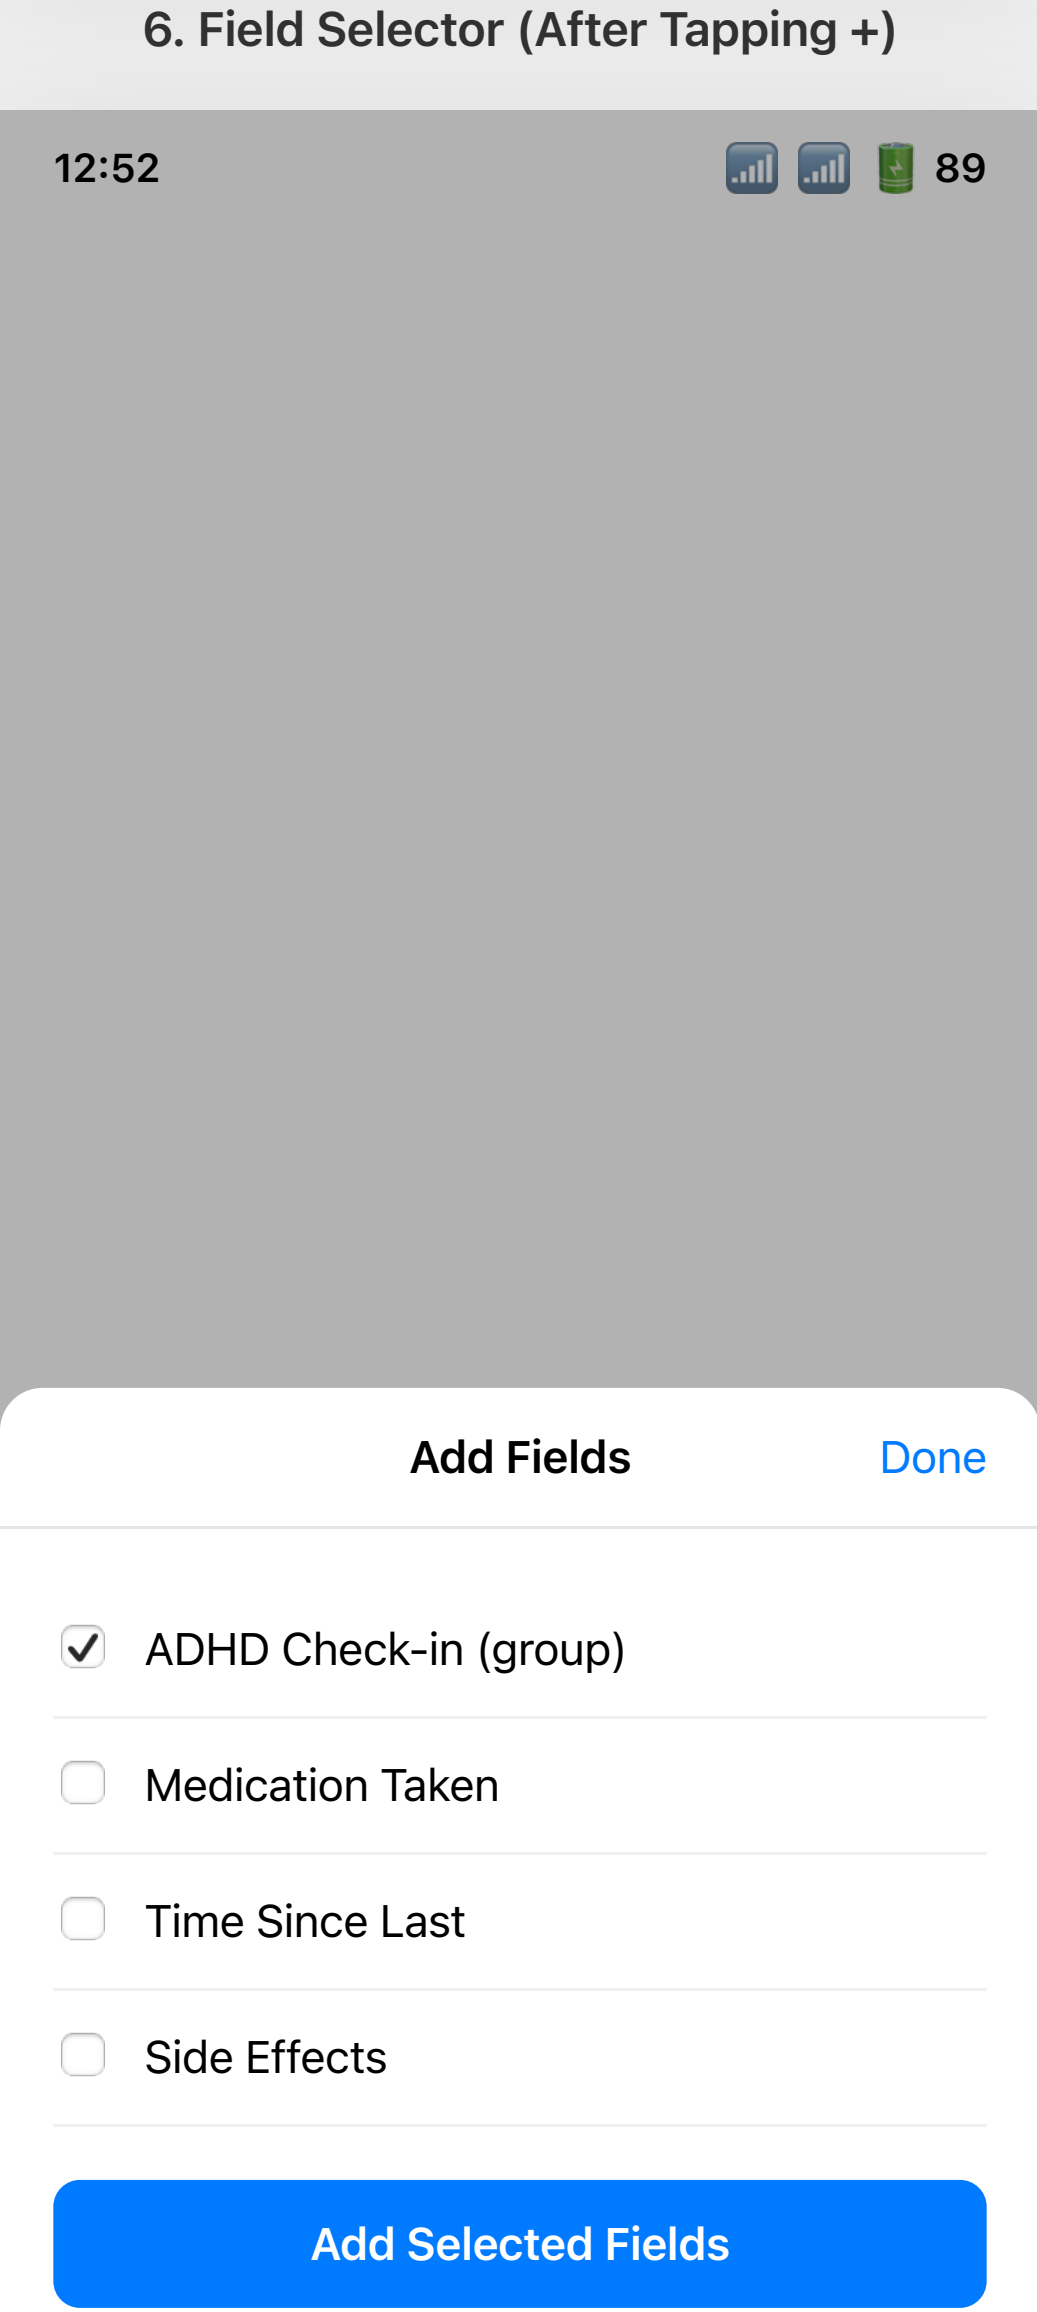 6. Field Selector (After Tapping +)
12:52
89
Add Fields
Done
ADHD Check-in (group)
Medication Taken
Time Since Last
Side Effects
Add Selected Fields